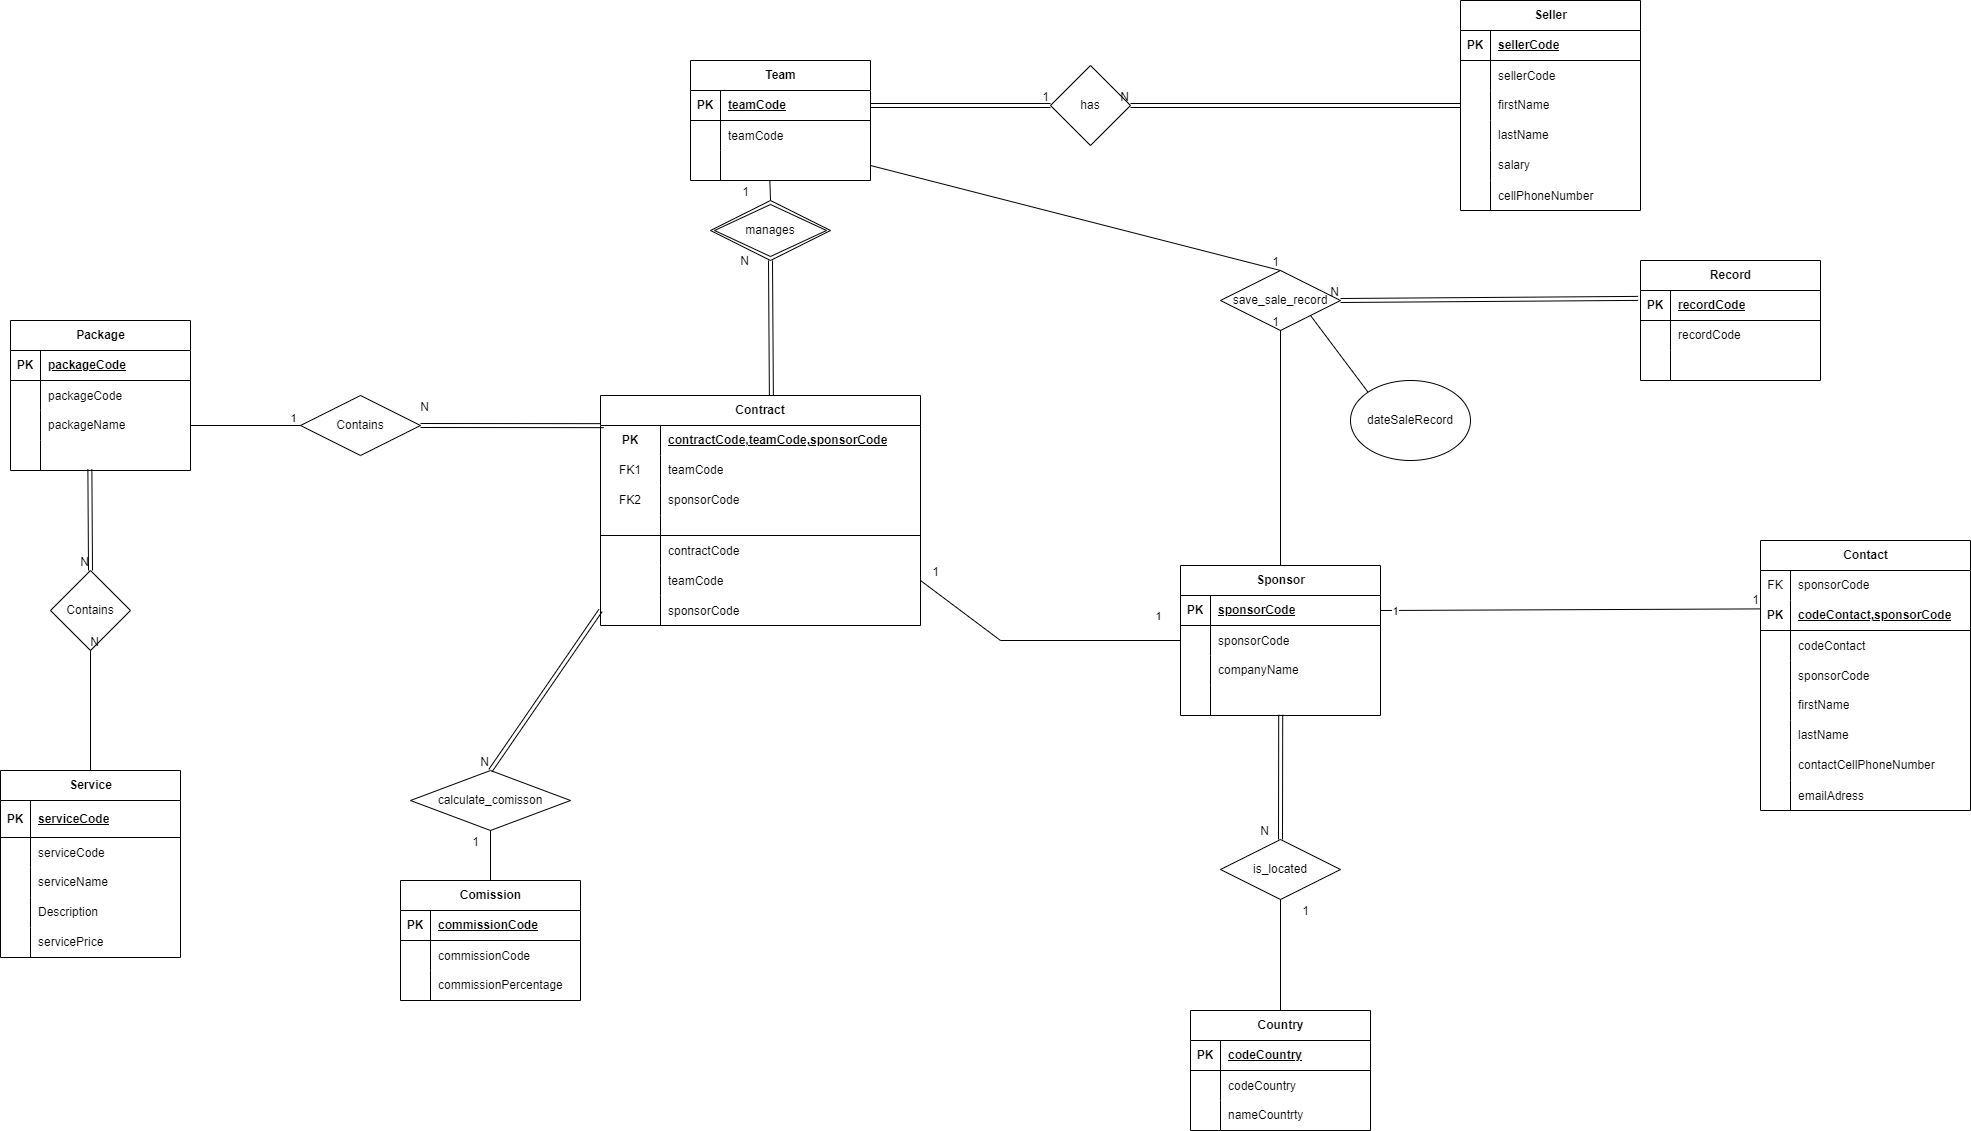 Seller
PK sellerCode
sellerCode
firstName
lastName
salary
cellPhoneNumber
Team
PK teamCode
teamCode
1 has N
1
manages
N
1
save_sale_record N
1
dateSaleRecord
Record
PK recordCode
recordCode
Package
PK packageCode
packageCode
packageName
1 Contains N
Contract
PK contractCode,teamCode,sponsorCode
FK1 teamCode
FK2 sponsorCode
contractCode
teamCode
sponsorCode
1
1
N
Contains
N
Sponsor
PK sponsorCode
sponsorCode
companyName
1
1
Contact
FK sponsorCode
PK codeContact,sponsorCode
codeContact
sponsorCode
firstName
lastName
contactCellPhoneNumber
emailAdress
Service
PK serviceCode
serviceCode
serviceName
Description
servicePrice
N
calculate_comisson
1
Comission
PK commissionCode
commissionCode
commissionPercentage
N
is_located
1
Country
PK codeCountry
codeCountry
nameCountrty